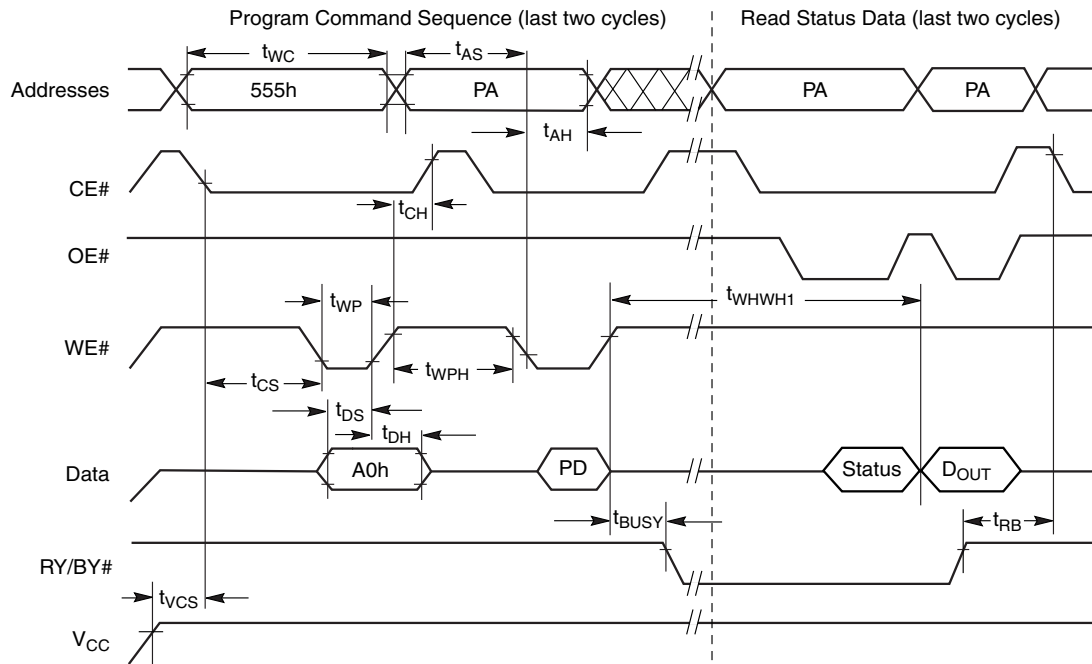 Program Command Sequence (last two cycles) Read Status Data (last two cycles)
tWC tAS
Addresses 555h PA PA PA
tAH
CE#
tCH
OE#
tWP tWHWH1
WE#
tCS tWPH
tDS
tDH
Data A0h PD Status DOUT
tBUSY tRB
RY/BY#
tVCS
VCC